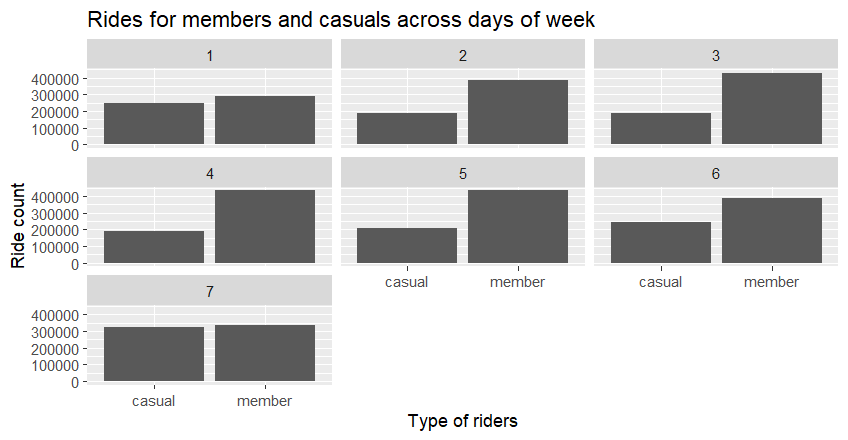 Rides for members and casuals across days of week
1 2 3
400000
300000
200000
100000
0
4 5 6
400000
300000
200000
100000
0
casual member casual member
7
400000
300000
200000
100000
0
casual member
Type of riders
Ride count